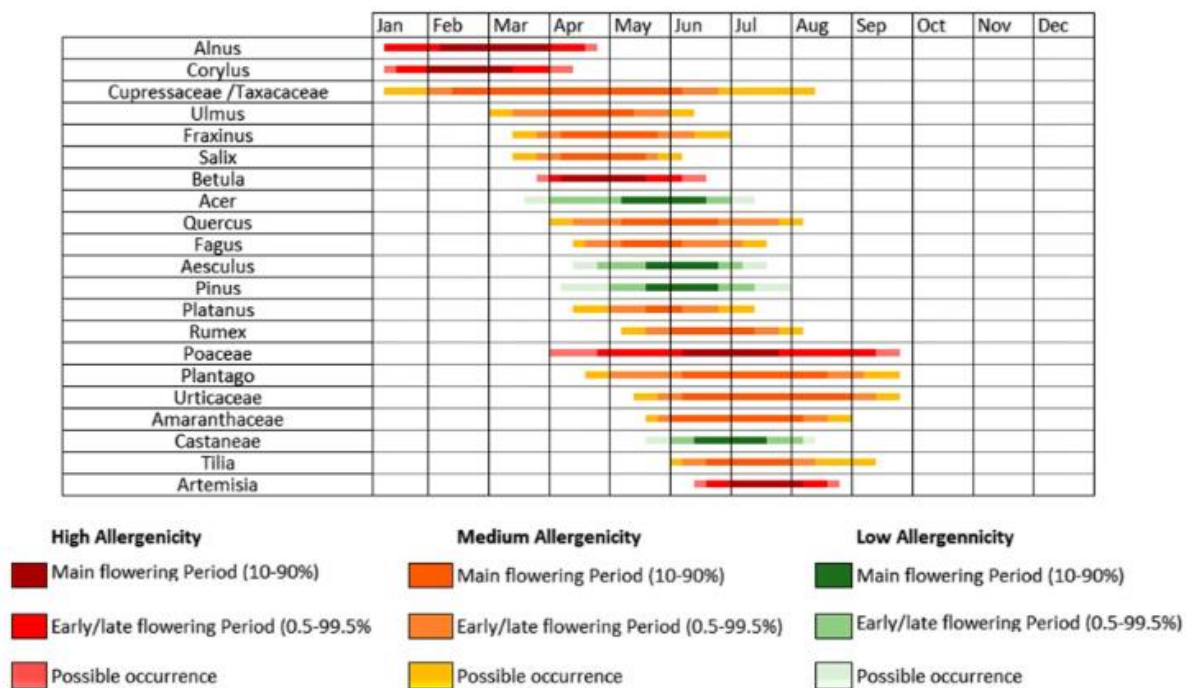 Jan Feb Mar Apr May Jun Jul Aug Sep Oct Nov Dec
Alnus
Corylus
Cupressaceae /Taxacaceae
Ulmus
Fraxinus
Salix
Betula
Acer
Quercus
Fagus
Aesculus
Pinus
Platanus
Rumex
Poaceae
Plantago
Urticaceae
Amaranthaceae
Castaneae
Tilia
Artemisia
High Allergenicity
Main flowering Period (10-90%)
Early/late flowering Period (0.5-99.5%
Possible occurrence
Medium Allergenicity
Main flowering Period (10-90%)
Early/late flowering Period (0.5-99.5%)
Possible occurrence
Low Allergennicity
Main flowering Period (10-90%)
Early/late flowering Period (0.5-99.5%)
Possible occurrence